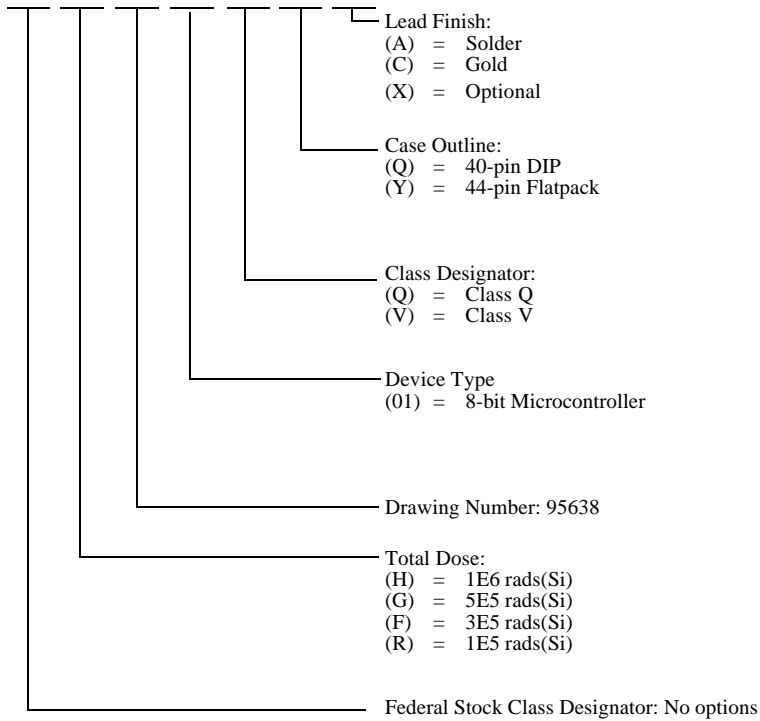 Lead Finish:
(A) = Solder
(C) = Gold
(X) = Optional
Case Outline:
(Q) = 40-pin DIP
(Y) = 44-pin Flatpack
Class Designator:
(Q) = Class Q
(V) = Class V
Device Type
(01) = 8-bit Microcontroller
Drawing Number: 95638
Total Dose:
(H) = 1E6 rads(Si)
(G) = 5E5 rads(Si)
(F) = 3E5 rads(Si)
(R) = 1E5 rads(Si)
Federal Stock Class Designator: No options